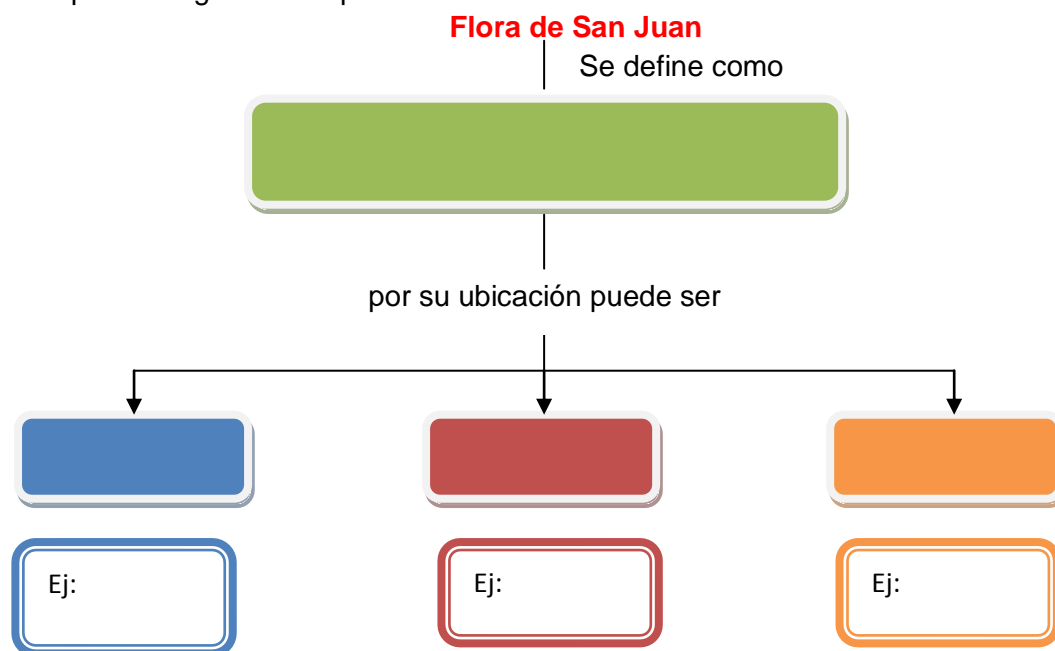 Flora de San Juan
Se define como
por su ubicación puede ser
Ej:
Ej:
Ej: